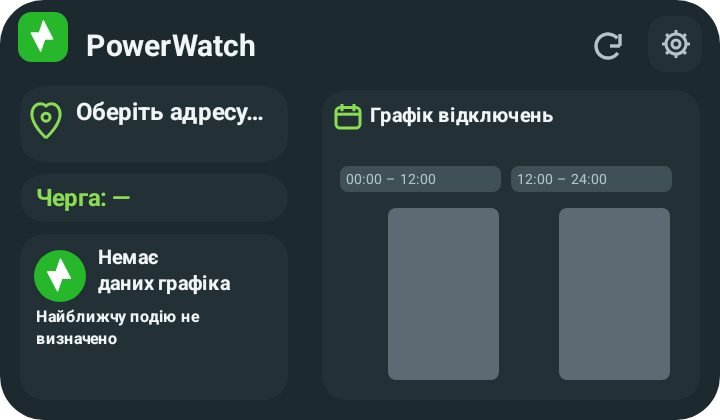 PowerWatch
Оберіть адресу...
Черга: —
Немає
даних графіка
Найближчу подію не
визначено
Графік відключень
00:00 – 12:00
12:00 – 24:00